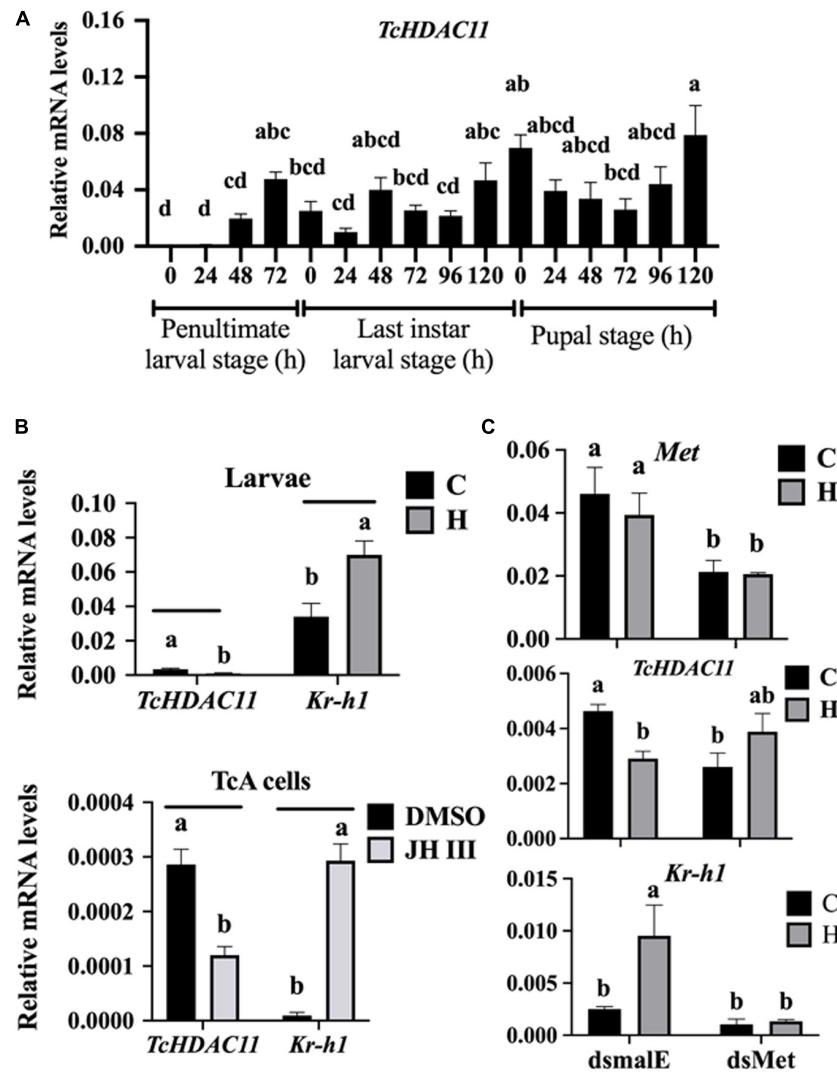 A
TcHDAC11
Relative mRNA levels
0.16
0.12
0.08
0.04
0.00
d d cd abc bcd cd abcd bcd cd abc ab abcd abcd bcd abcd a
0 24 48 72 0 24 48 72 96 120 0 24 48 72 96 120
Penultimate
larval stage (h)
Last instar
larval stage (h)
Pupal stage (h)
B
Larvae
C
H
Relative mRNA levels
0.10
0.08
0.06
0.04
0.02
0.00
a b b a
TcHDAC11 Kr-h1
TcA cells
DMSO
JH III
Relative mRNA levels
0.0004
0.0003
0.0002
0.0001
0.0000
a b b a
TcHDAC11 Kr-h1
C
Met
C
H
0.06
0.04
0.02
0.00
a a b b
TcHDAC11
C
H
0.006
0.004
0.002
0.000
a b b ab
Kr-h1
C
H
0.015
0.010
0.005
0.000
b a b b
dsmalE dsMet